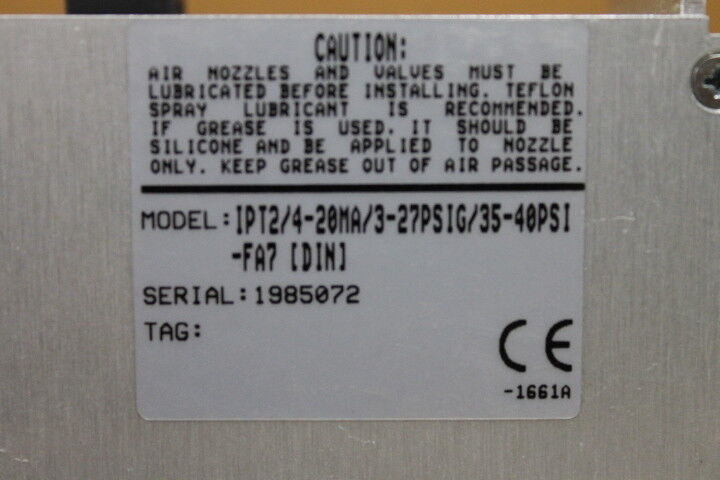 CAUTION:
AIR NOZZLES AND VALVES MUST BE
LUBRICATED BEFORE INSTALLING. TEFLON
SPRAY LUBRICANT IS RECOMMENDED.
IF GREASE IS USED. IT SHOULD BE
SILICONE AND BE APPLIED TO NOZZLE
ONLY. KEEP GREASE OUT OF AIR PASSAGE.
MODEL: IPT2/4-20MA/3-27PSIG/35-40PSI
-FA7 [DIN]
SERIAL: 1985072
TAG:
CE
-1661A